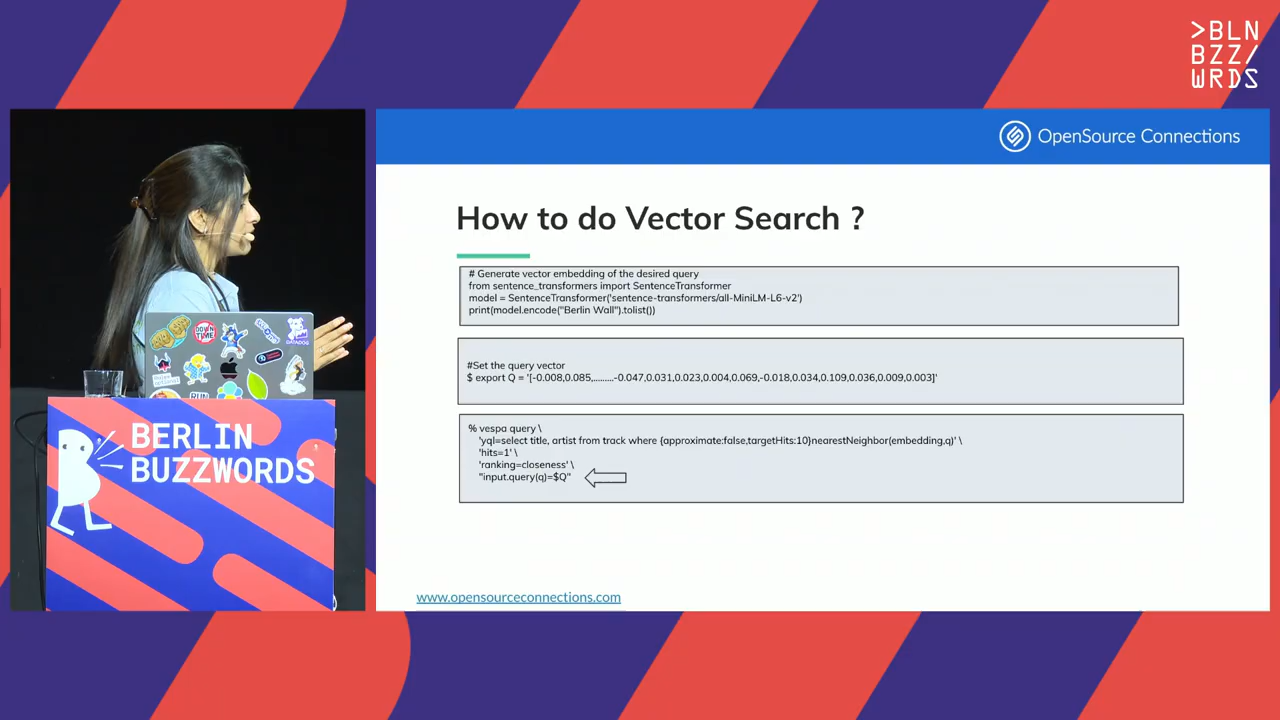 >BLN
BZZ/
WRDS
OpenSource Connections
How to do Vector Search ?
# Generate vector embedding of the desired query
from sentence_transformers import SentenceTransformer
model = SentenceTransformer('sentence-transformers/all-MiniLM-L6-v2')
print(model.encode("Berlin Wall").tolist())
#Set the query vector
$ export Q = '[-0.008,0.085,.........-0.047,0.031,0.023,0.004,0.069,-0.018,0.034,0.109,0.036,0.009,0.003]'
% vespa query \
'yql=select title, artist from track where {approximate:false,targetHits:10}nearestNeighbor(embedding,q)' \
'hits=1' \
'ranking=closeness' \
"input.query(q)=$Q"
www.opensourceconnections.com
DOWN
TIME
DATADOG
RUN
BERLIN
BUZZWORDS